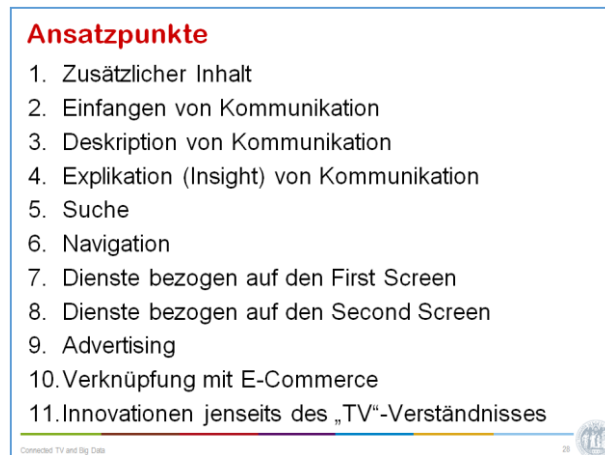 Ansatzpunkte
1. Zusätzlicher Inhalt
2. Einfangen von Kommunikation
3. Deskription von Kommunikation
4. Explikation (Insight) von Kommunikation
5. Suche
6. Navigation
7. Dienste bezogen auf den First Screen
8. Dienste bezogen auf den Second Screen
9. Advertising
10. Verknüpfung mit E-Commerce
11. Innovationen jenseits des „TV“-Verständnisses
Connected TV and Big Data
28